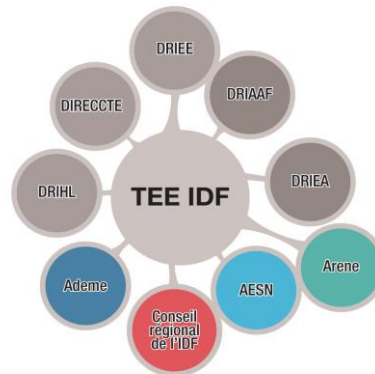 DRIEE
DRIAAF
DIRECCTE
DRIEA
DRIHL
TEE IDF
Arene
Ademe
AESN
Conseil
régional
de l'IDF